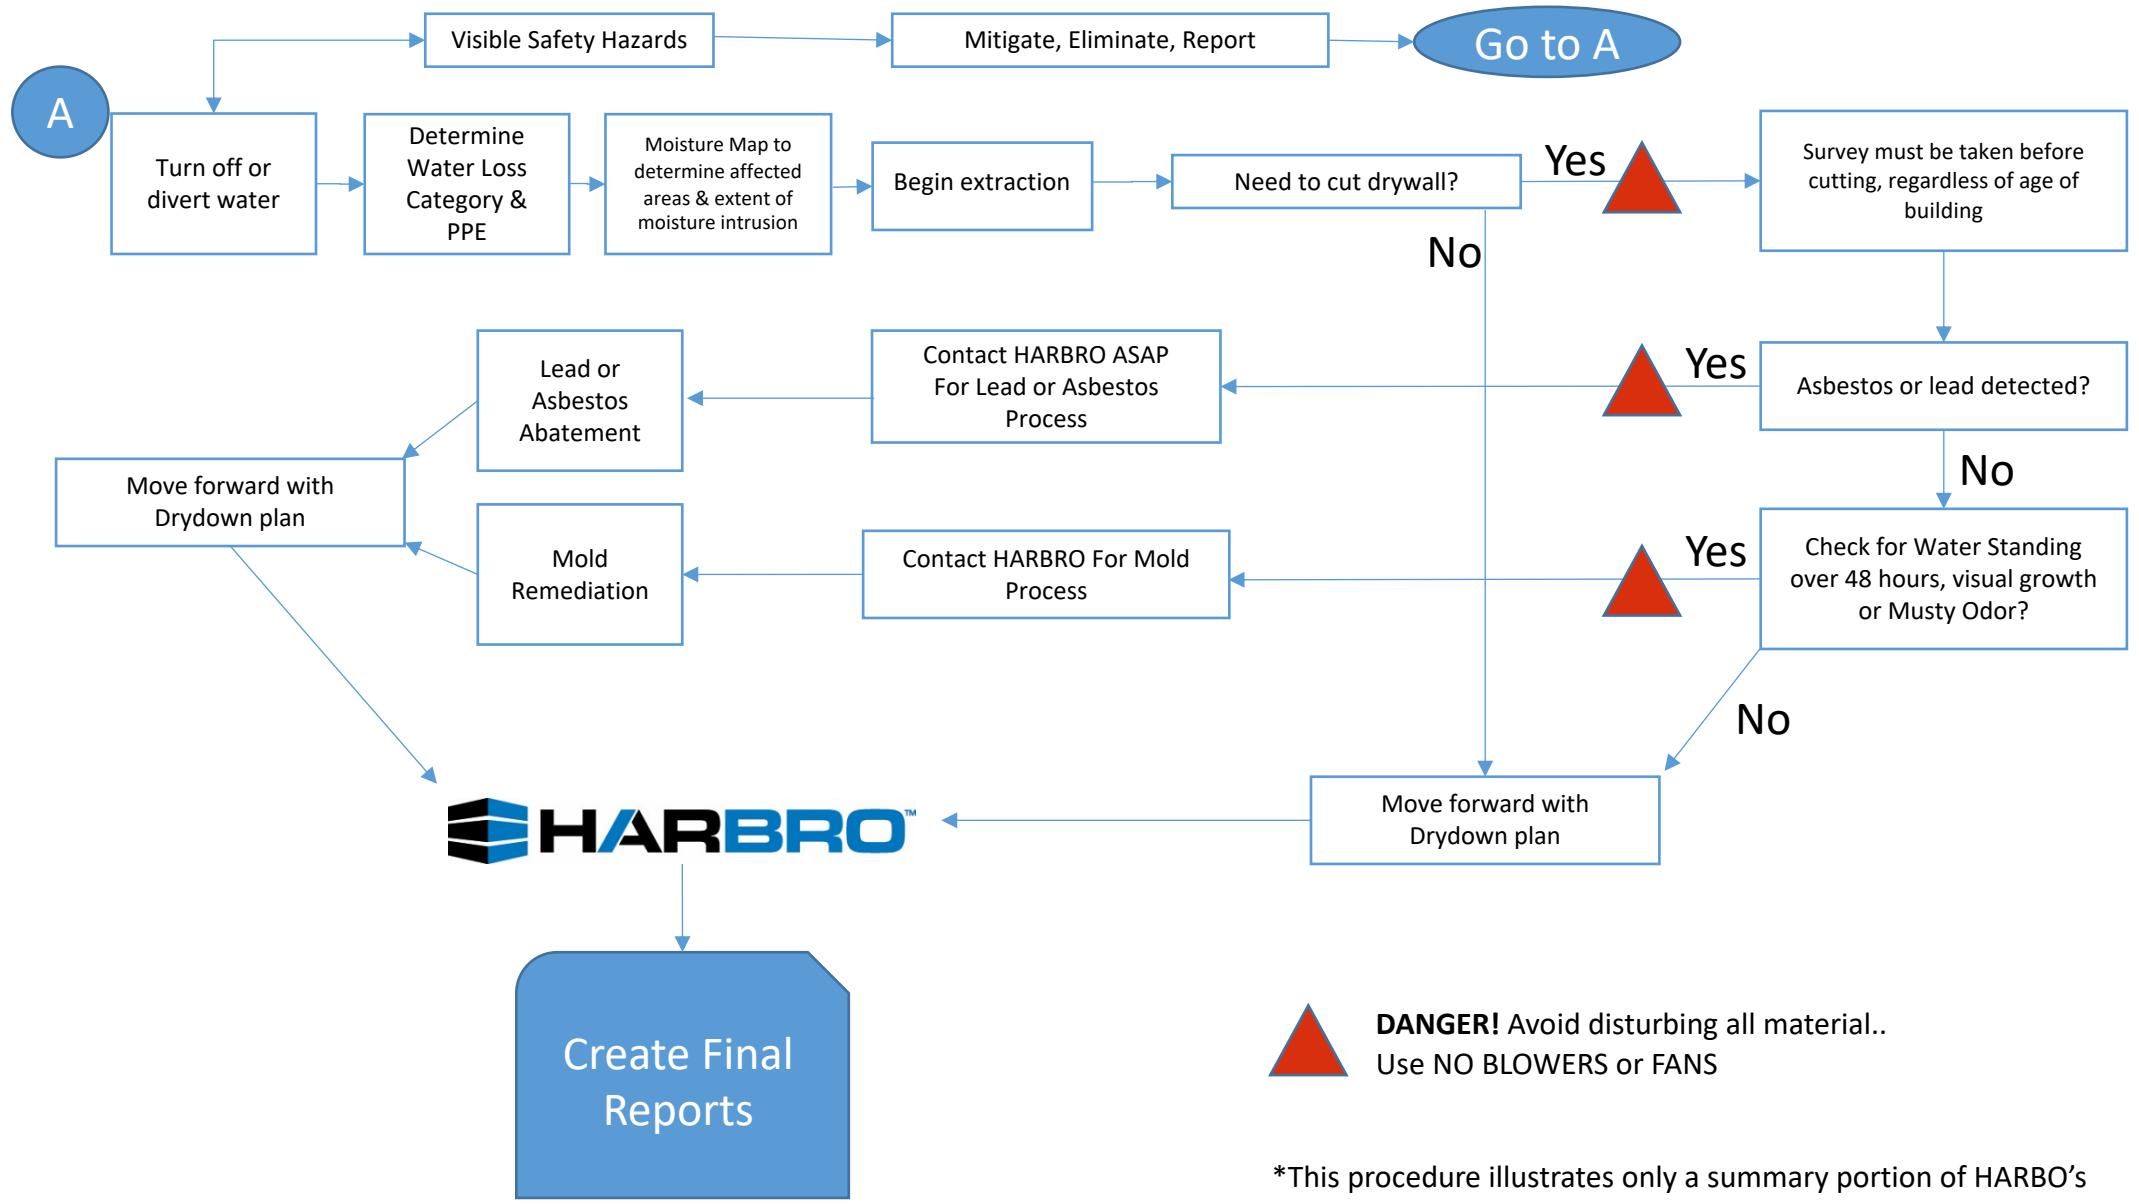 Visible Safety Hazards
Mitigate, Eliminate, Report
Go to A
A
Turn off or
divert water
Determine
Water Loss
Category &
PPE
Moisture Map to
determine affected
areas & extent of
moisture intrusion
Begin extraction
Need to cut drywall?
Yes
Survey must be taken before
cutting, regardless of age of
building
No
Lead or
Asbestos
Abatement
Contact HARBRO ASAP
For Lead or Asbestos
Process
Yes
Asbestos or lead detected?
No
Move forward with
Drydown plan
Mold
Remediation
Contact HARBRO For Mold
Process
Yes
Check for Water Standing
over 48 hours, visual growth
or Musty Odor?
No
HARBRO™
Move forward with
Drydown plan
Create Final
Reports
DANGER! Avoid disturbing all material..
Use NO BLOWERS or FANS
*This procedure illustrates only a summary portion of HARBO’s